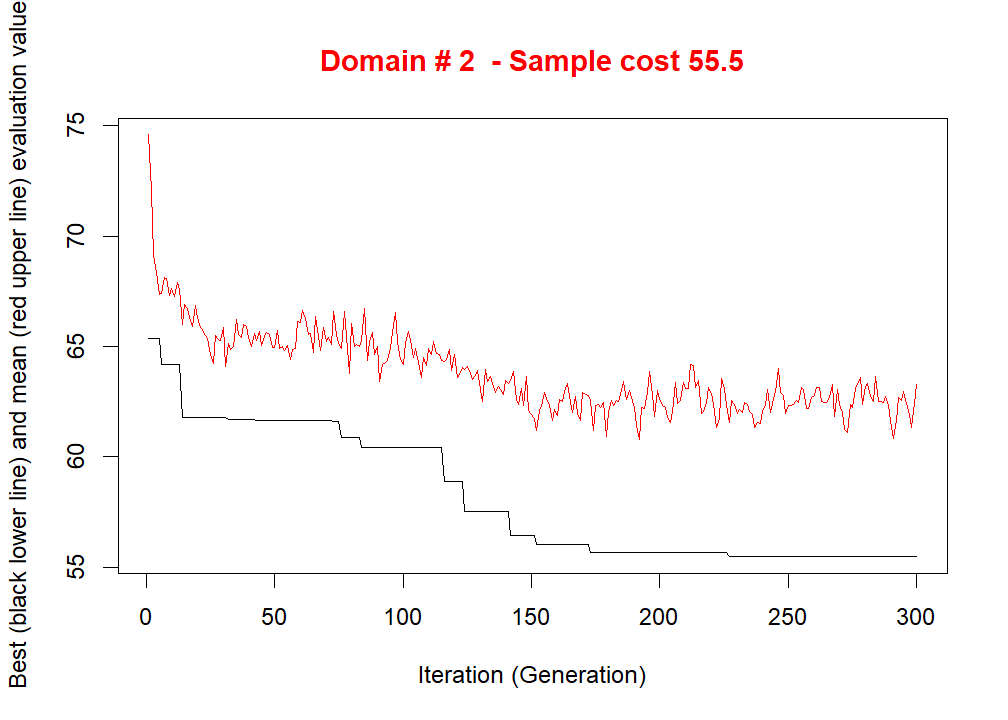 Domain # 2  - Sample cost 55.5
Best (black lower line) and mean (red upper line) evaluation value
75
70
65
60
55
0 50 100 150 200 250 300
Iteration (Generation)